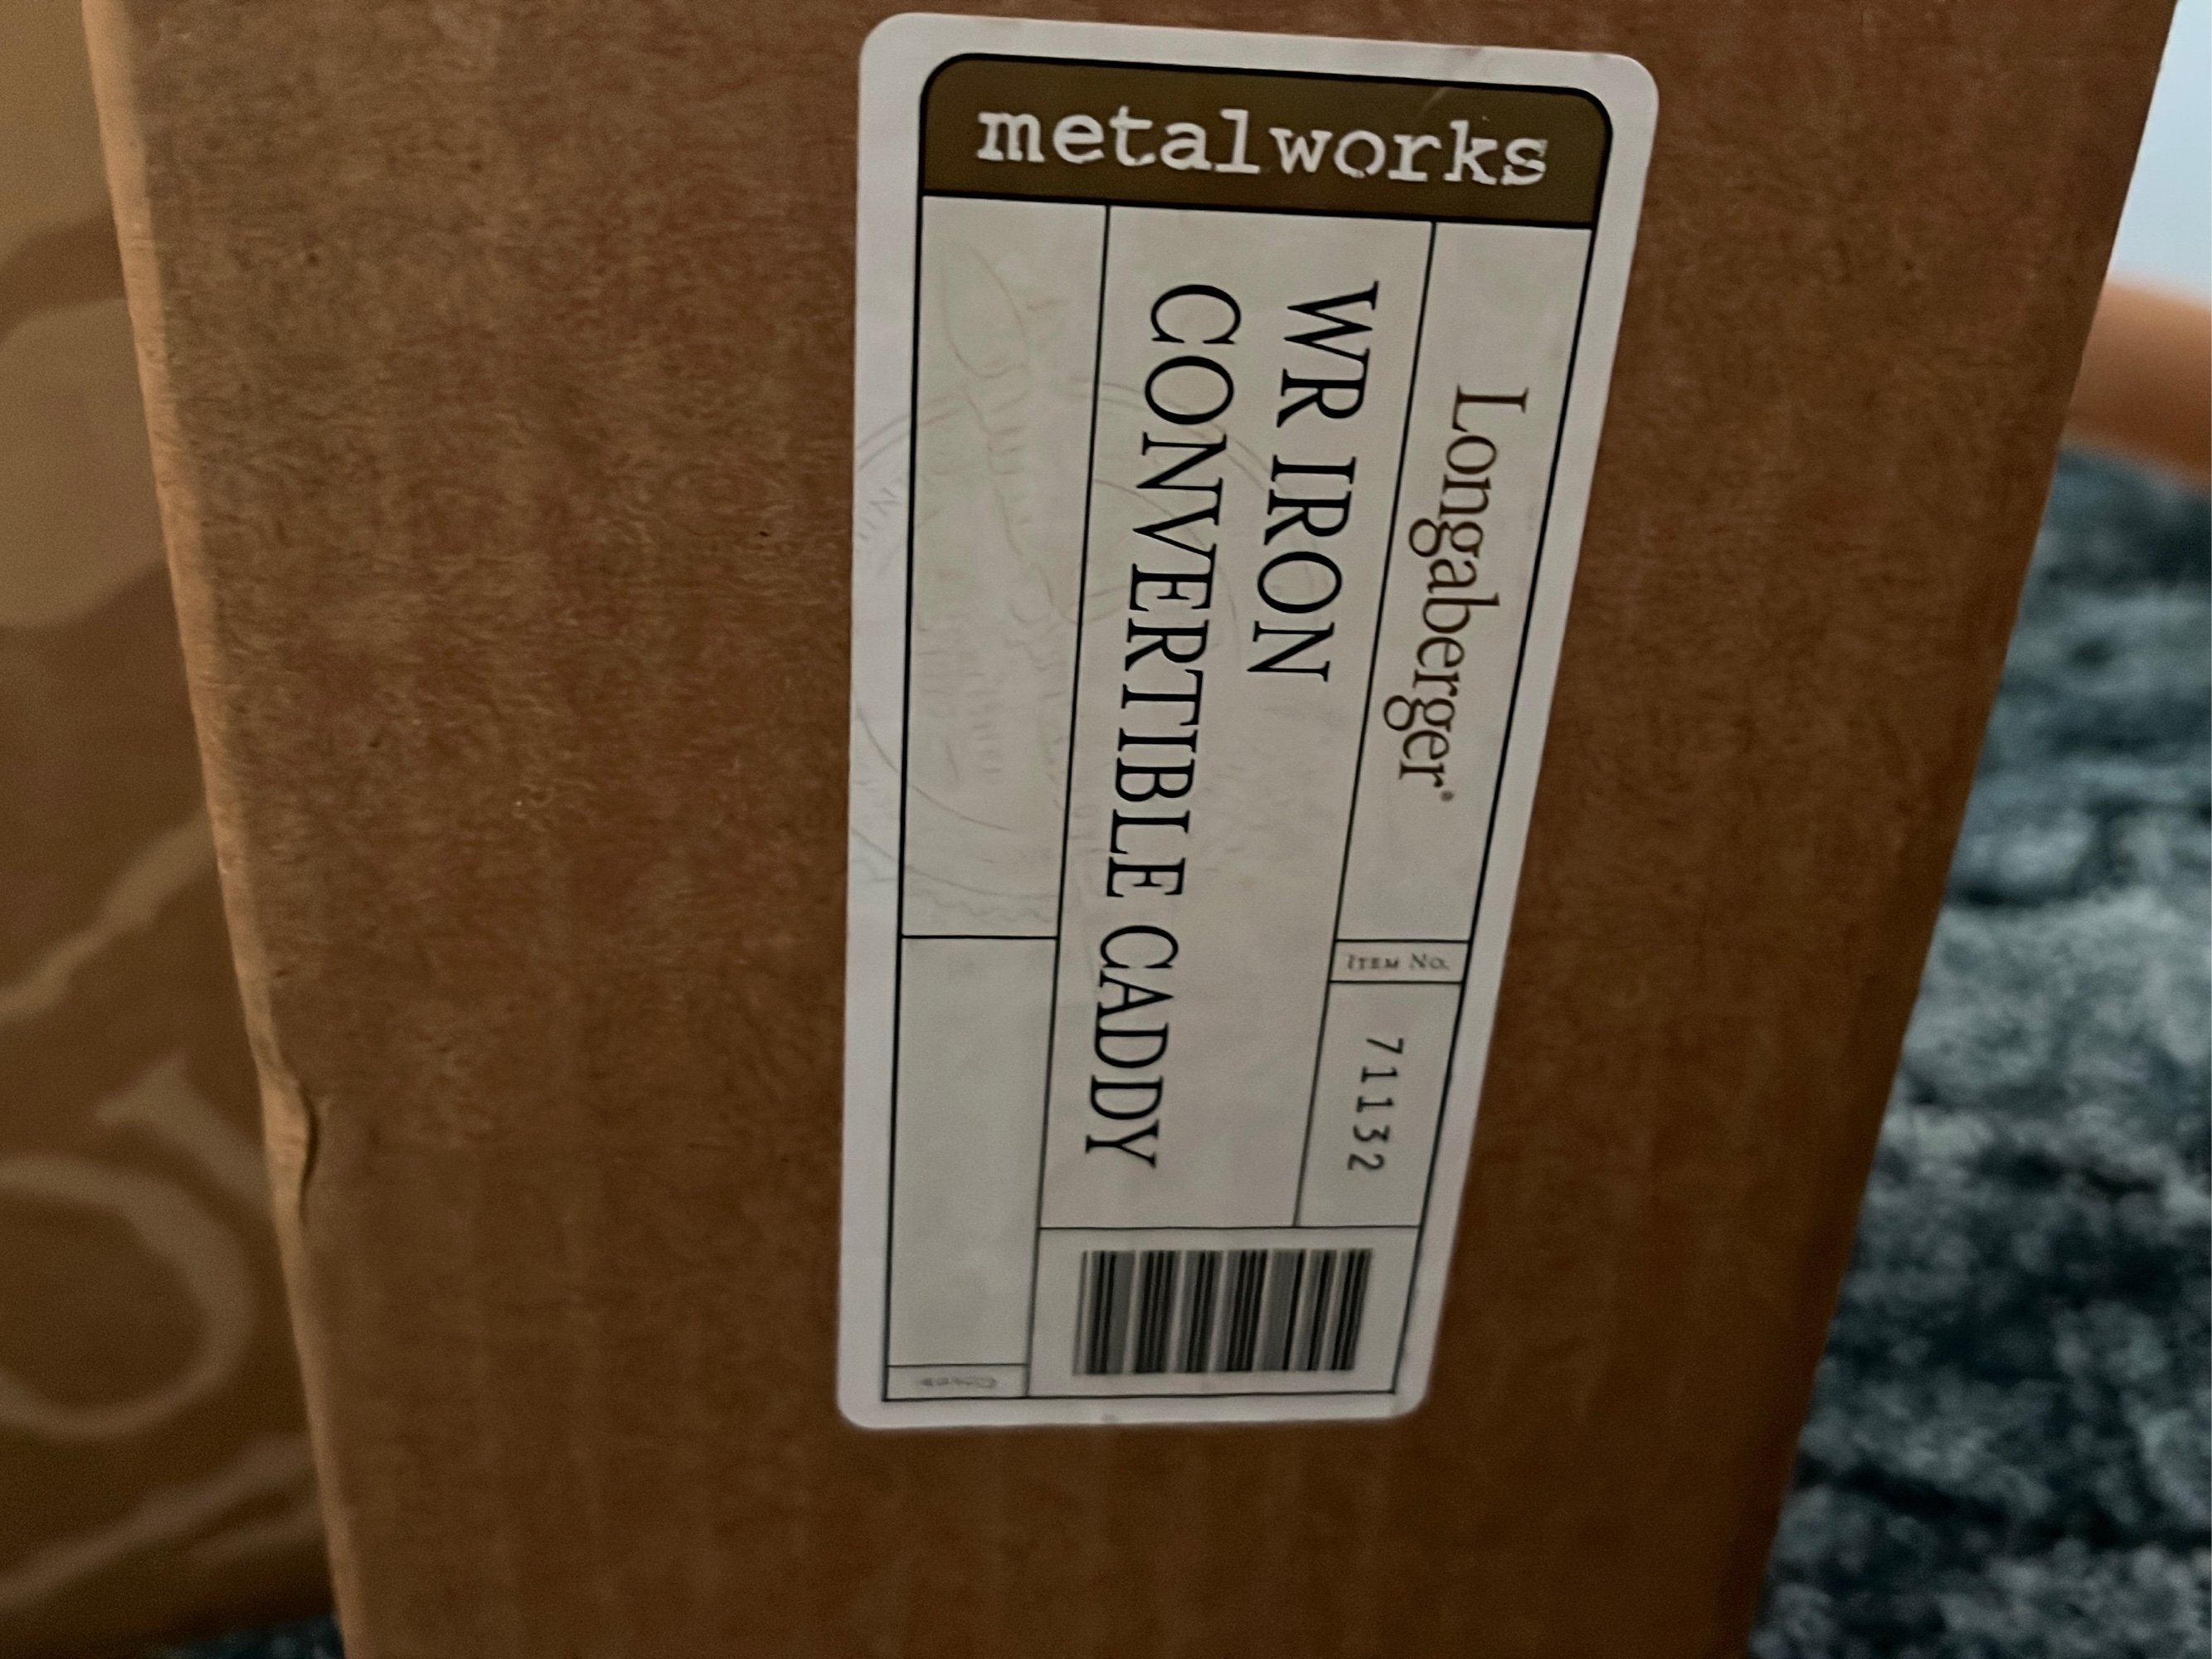 metalworks
Longaberger®
ITEM NO.
71132
WR IRON
CONVERTIBLE CADDY